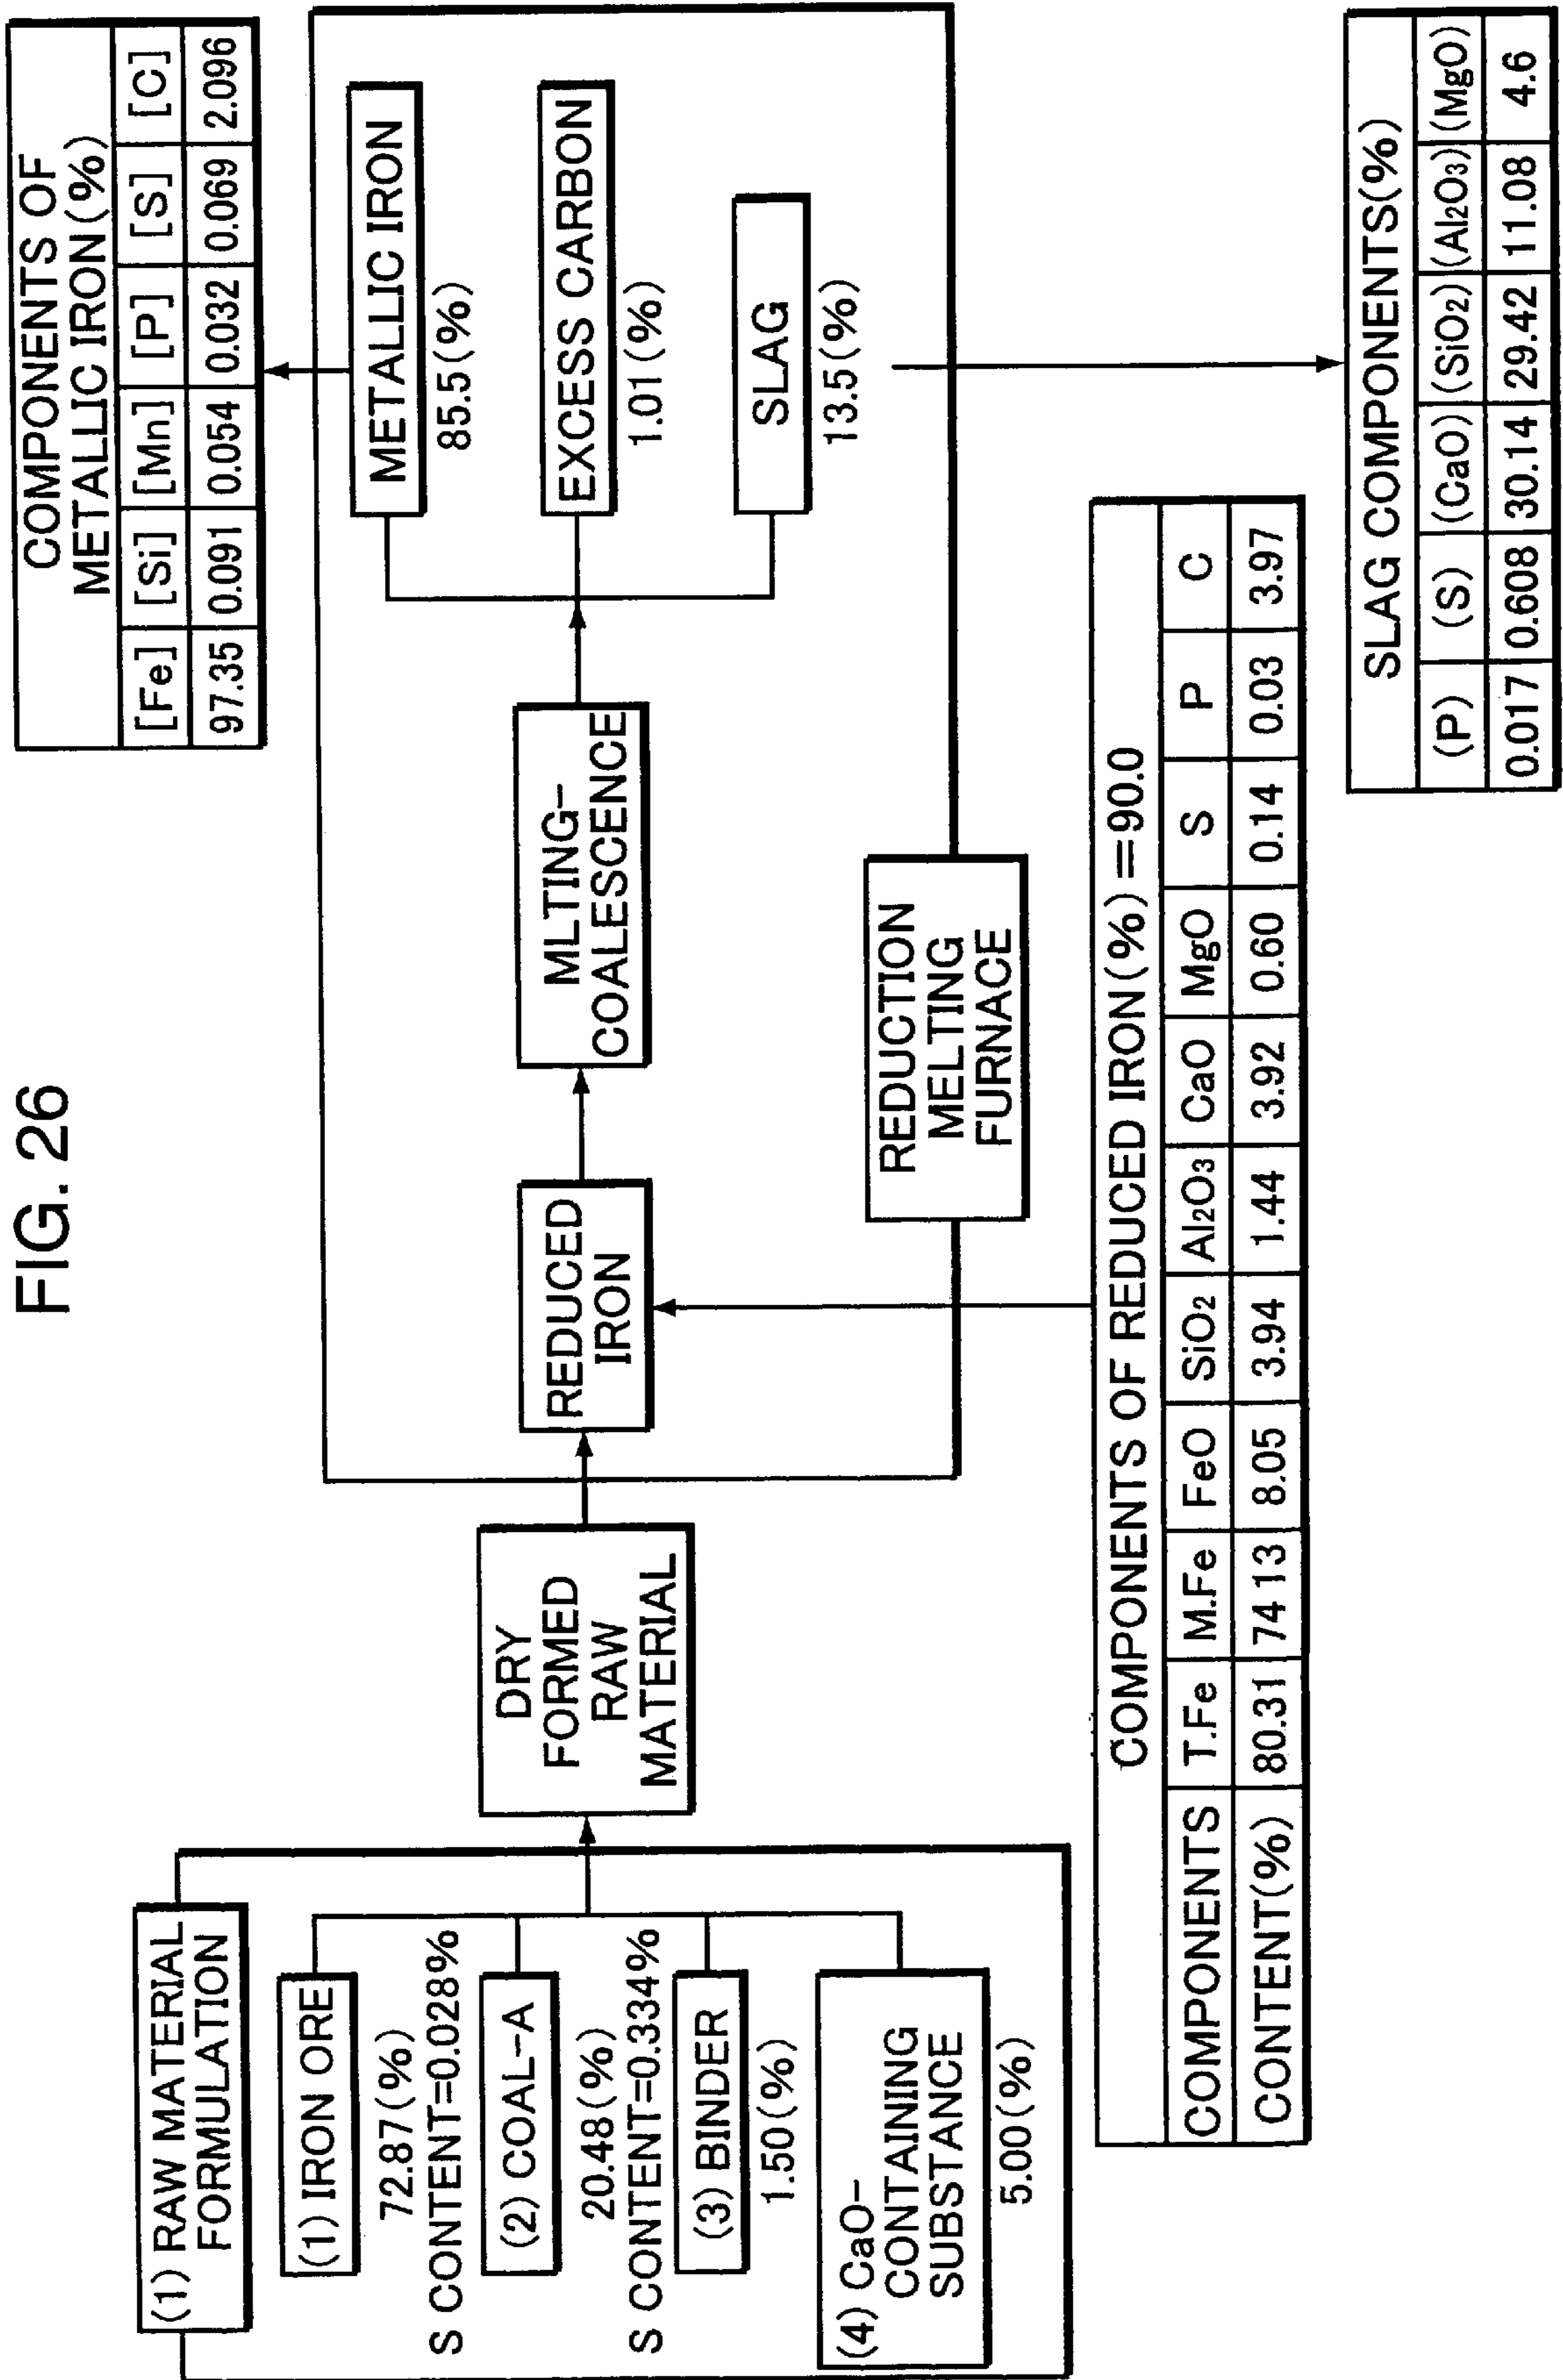 FIG. 26
(1) RAW MATERIAL
FORMULATION
(1) IRON ORE
72.87(%)
S CONTENT=0.028%
(2) COAL-A
20.48(%)
S CONTENT=0.334%
(3) BINDER
1.50(%)
(4) CaO-
CONTAINING
SUBSTANCE
5.00(%)
DRY
FORMED
RAW
MATERIAL
REDUCED
IRON
MLTING-
COALESCENCE
REDUCTION
MELTING
FURNACE
METALLIC IRON
85.5(%)
EXCESS CARBON
1.01(%)
SLAG
13.5(%)
COMPONENTS OF
METALLIC IRON(%)
[Fe] [Si] [Mn] [P] [S] [C]
97.35 0.091 0.054 0.032 0.069 2.096
COMPONENTS OF REDUCED IRON(%)=90.0
COMPONENTS T.Fe M.Fe FeO SiO2 Al2O3 CaO MgO S P C
CONTENT(%) 80.31 74 13 8.05 3.94 1.44 3.92 0.60 0.14 0.03 3.97
SLAG COMPONENTS(%)
(P) (S) (CaO) (SiO2) (Al2O3) (MgO)
0.017 0.608 30.14 29.42 11.08 4.6